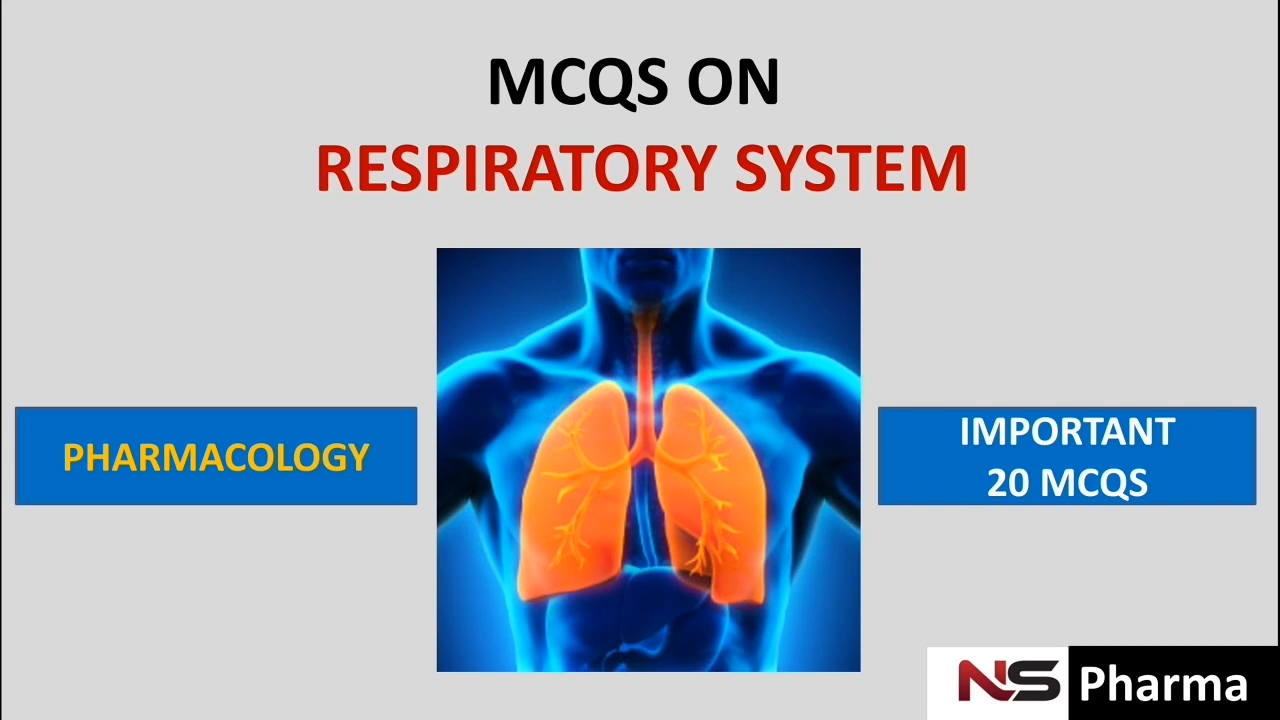 MCQS ON
RESPIRATORY SYSTEM
PHARMACOLOGY
IMPORTANT
20 MCQS
NS Pharma